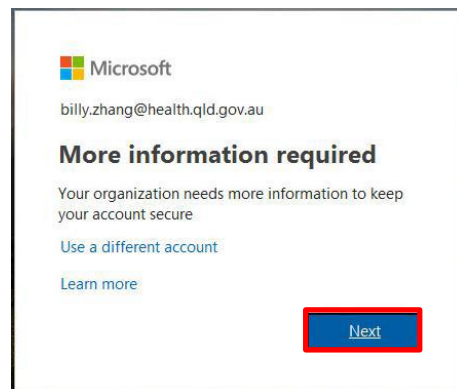 Microsoft
billy.zhang@health.qld.gov.au
More information required
Your organization needs more information to keep
your account secure
Use a different account
Learn more
Next